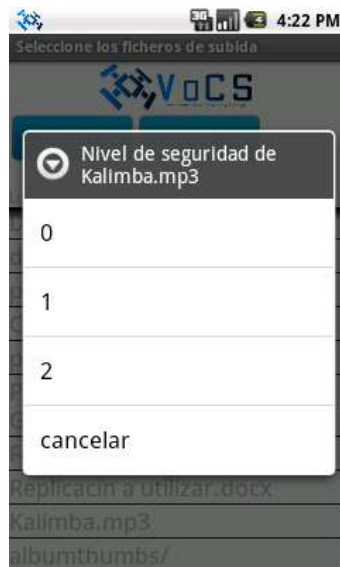 3G
4:22 PM
Seleccione los ficheros de subida
VoCS
Nivel de seguridad de
Kalimba.mp3
0
1
2
cancelar
Replicacin a utilizar.docx
Kalimba.mp3
albumthumbs/